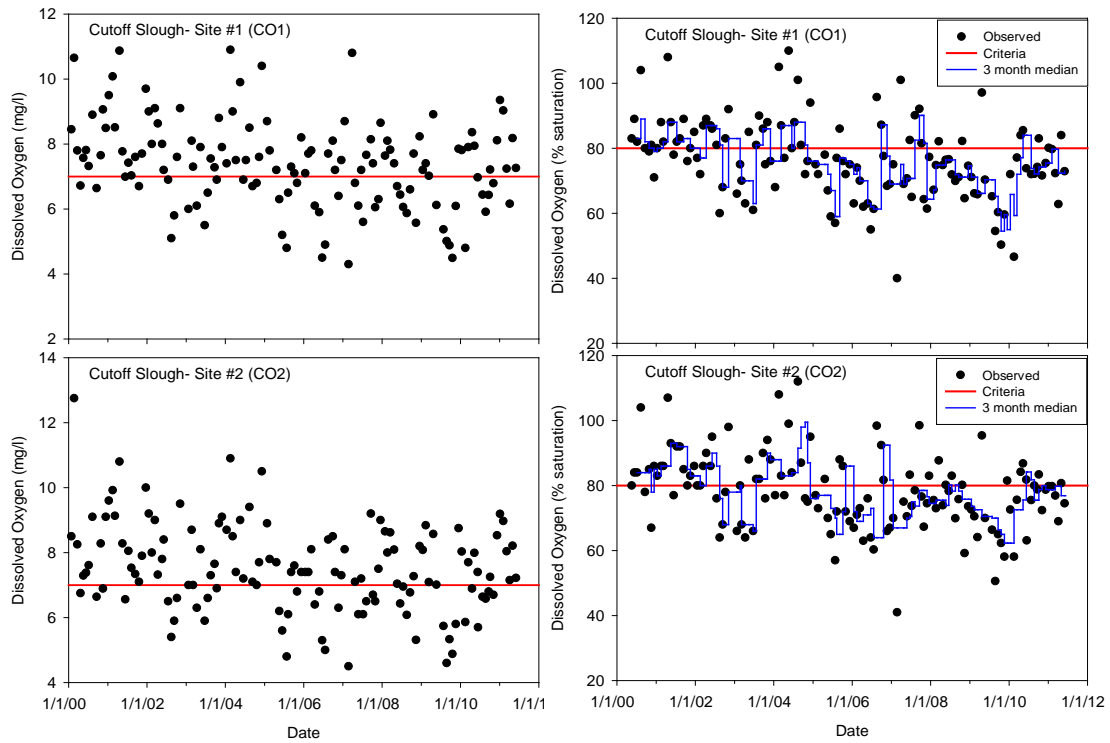 Cutoff Slough- Site #1 (CO1)
Dissolved Oxygen (mg/l)
12
10
8
6
4
2
Cutoff Slough- Site #1 (CO1)
Observed
Criteria
3 month median
Dissolved Oxygen (% saturation)
120
100
80
60
40
20
Cutoff Slough- Site #2 (CO2)
Dissolved Oxygen (mg/l)
14
12
10
8
6
4
1/1/00
1/1/02
1/1/04
1/1/06
1/1/08
1/1/10
1/1/1
Date
Cutoff Slough- Site #2 (CO2)
Observed
Criteria
3 month median
Dissolved Oxygen (% saturation)
120
100
80
60
40
20
1/1/00
1/1/02
1/1/04
1/1/06
1/1/08
1/1/10
1/1/12
Date